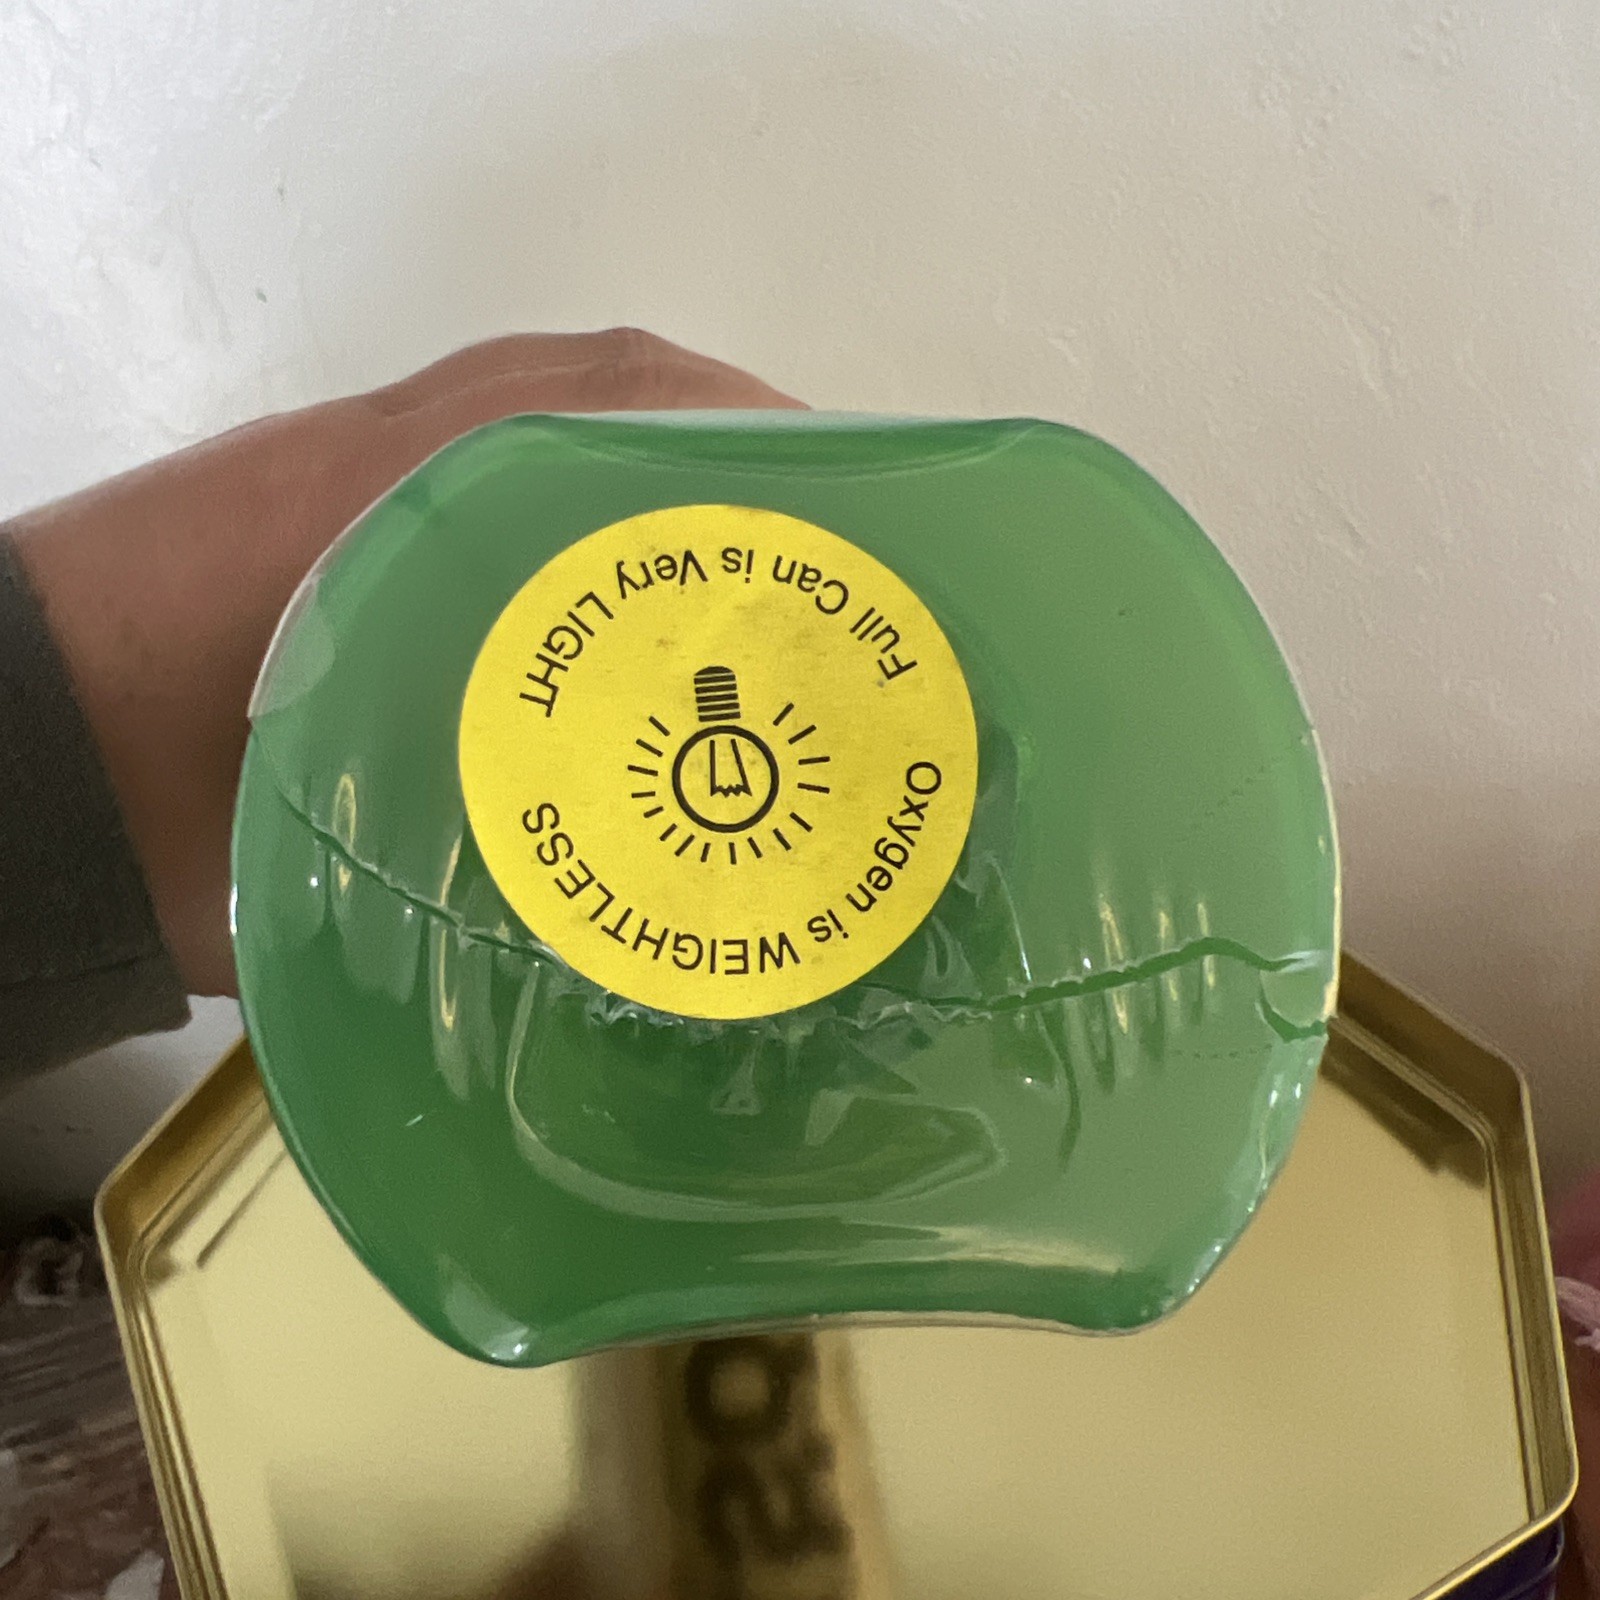 Full Can is Very LIGHT
Oxygen is WEIGHTLESS